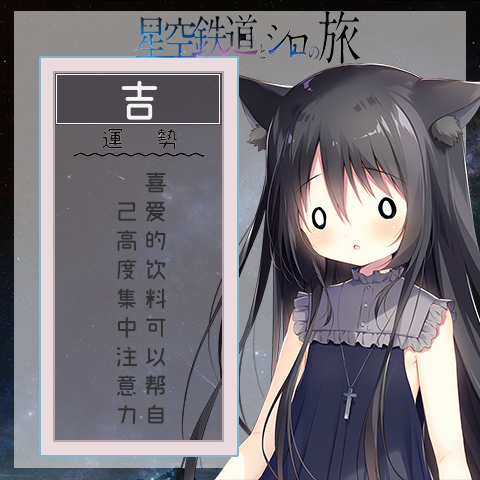 星空鉄道とシロの旅
吉
運勢
喜爱的饮料可以帮自
己高度集中注意力